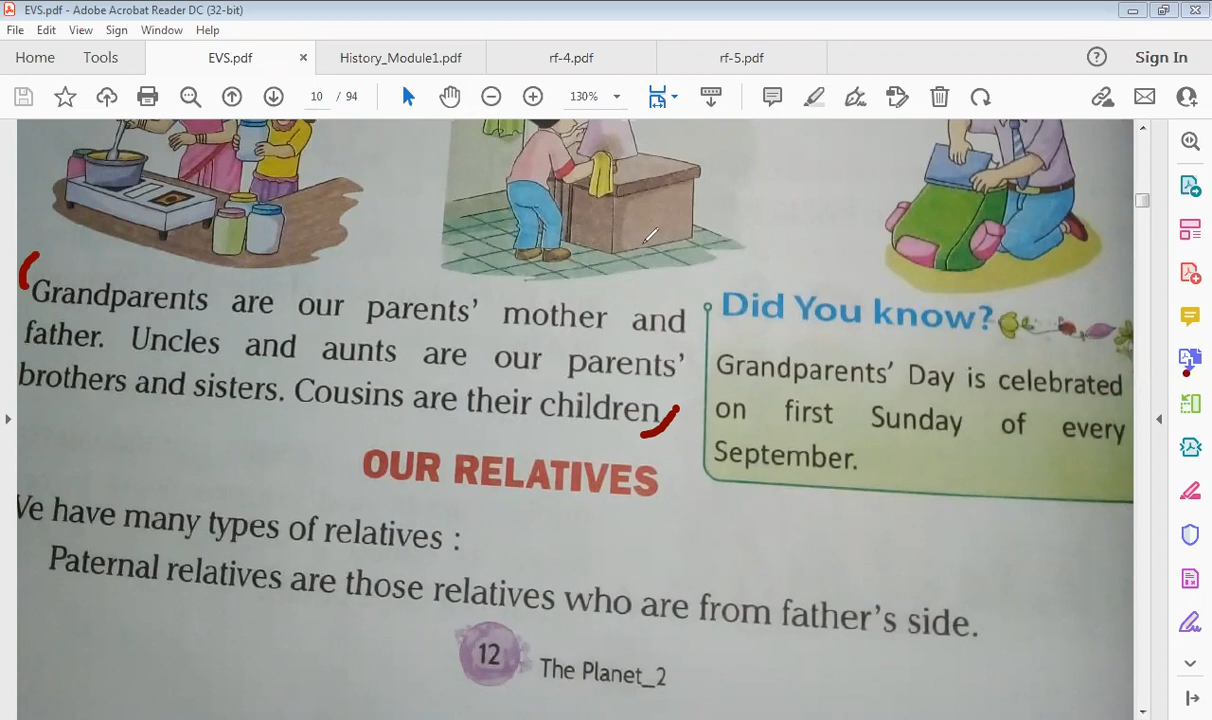 EVS.pdf - Adobe Acrobat Reader DC (32-bit)
File Edit View Sign Window Help
Home Tools EVS.pdf × History_Module1.pdf rf-4.pdf rf-5.pdf Sign In
10 / 94 130%
Grandparents are our parents' mother and
father. Uncles and aunts are our parents'
brothers and sisters. Cousins are their children
Did You know?
Grandparents' Day is celebrated
on first Sunday of every
September.
OUR RELATIVES
We have many types of relatives :
Paternal relatives are those relatives who are from father's side.
12 The Planet_2